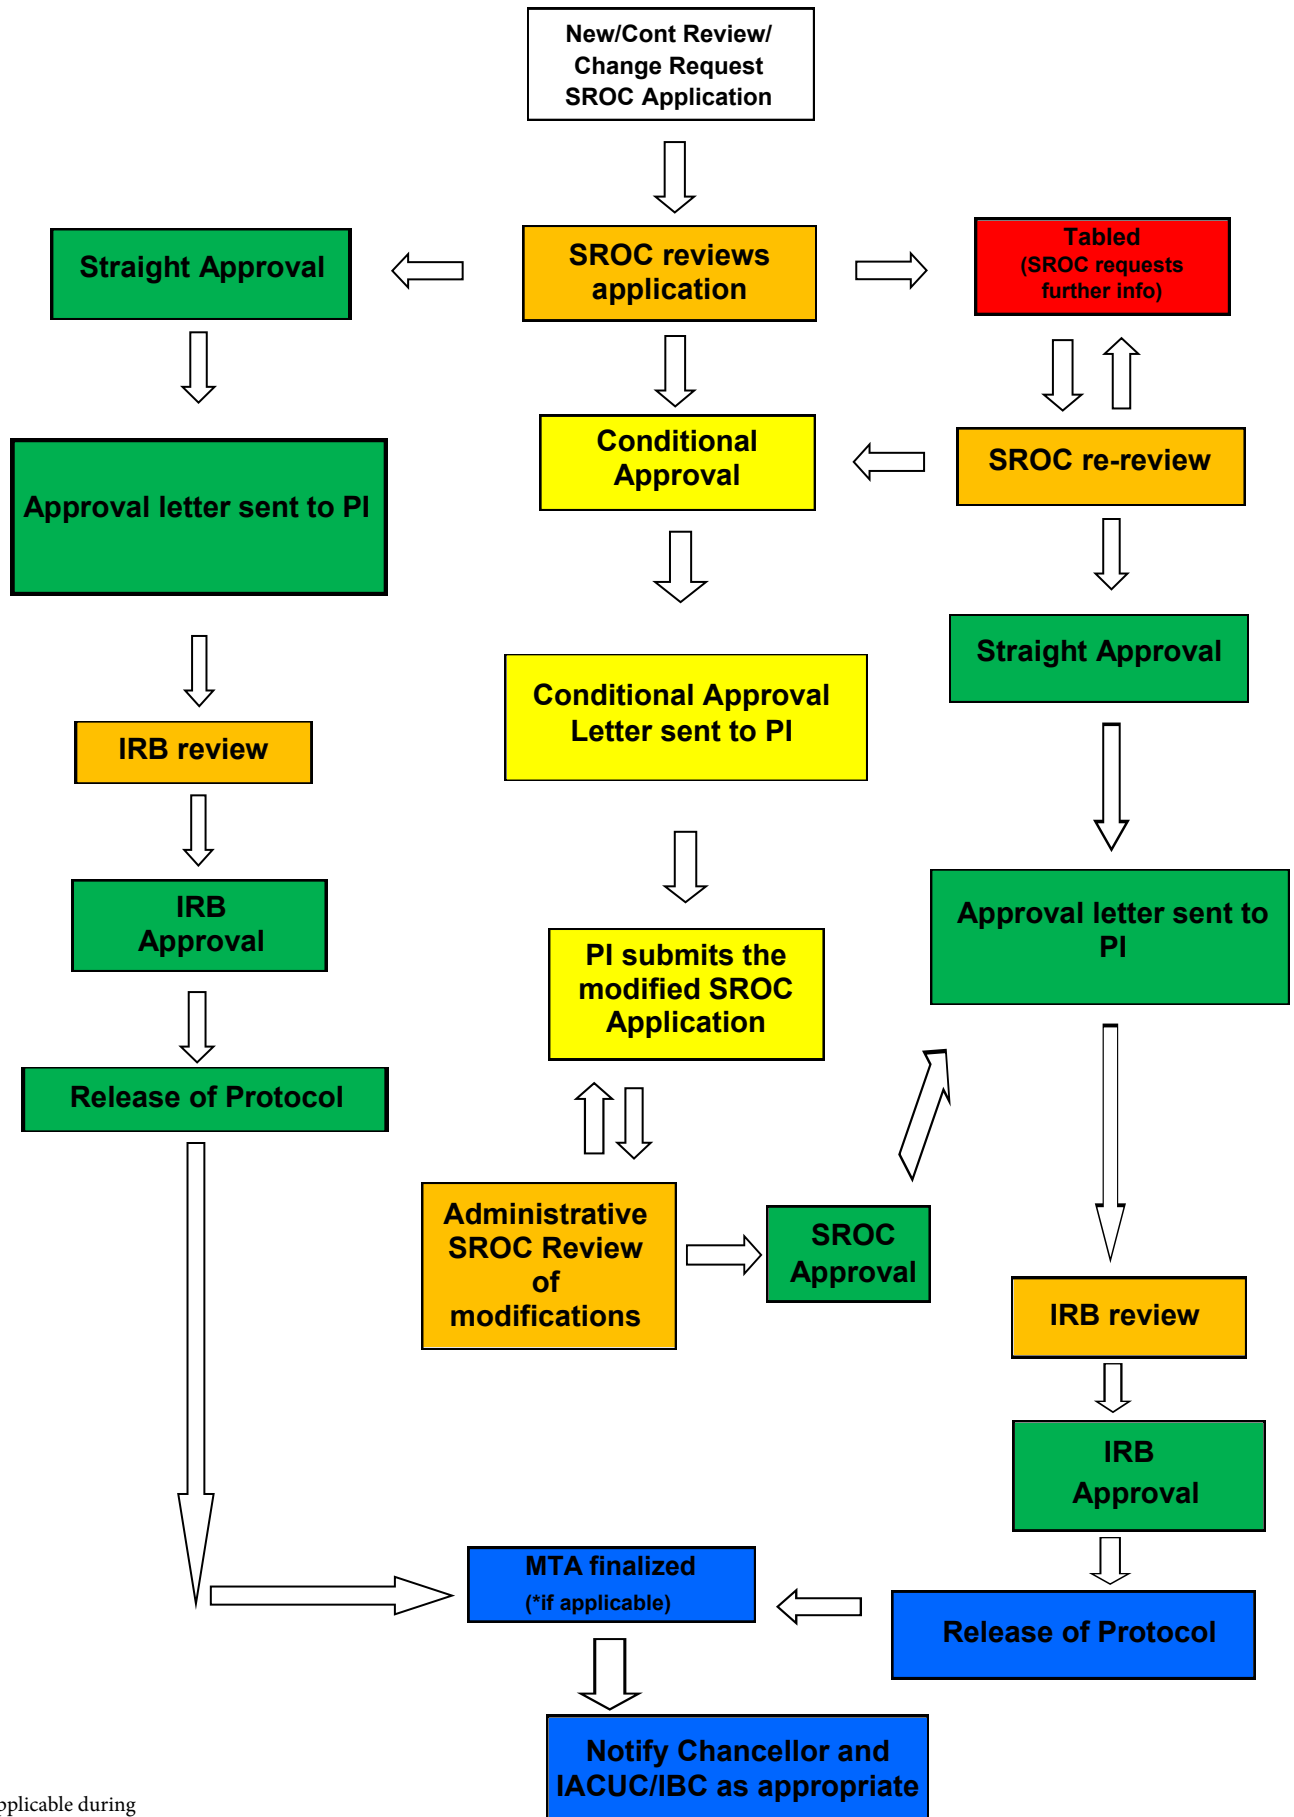 New/Cont Review/
Change Request
SROC Application
Straight Approval
SROC reviews
application
Tabled
(SROC requests
further info)
Approval letter sent to PI
Conditional
Approval
SROC re-review
Straight Approval
Conditional Approval
Letter sent to PI
IRB review
IRB
Approval
Approval letter sent to
PI
PI submits the
modified SROC
Application
Release of Protocol
Administrative
SROC Review
of
modifications
SROC
Approval
IRB review
IRB
Approval
MTA finalized
(*if applicable)
Release of Protocol
Notify Chancellor and
IACUC/IBC as appropriate
during